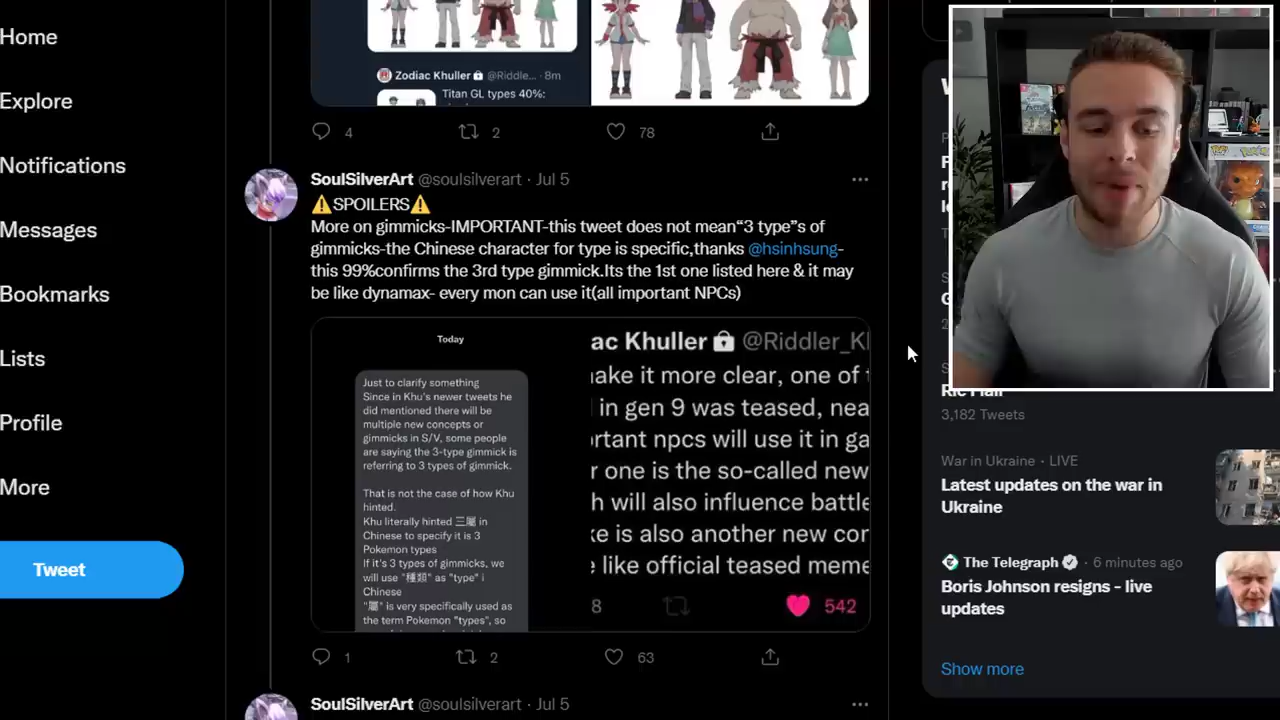 Home
Explore
Notifications
Messages
Bookmarks
Lists
Profile
More
Tweet
Zodiac Khuller @Riddle... · 8m
Titan GL types 40%:
4
2
78
SoulSilverArt @soulsilverart · Jul 5
⚠️SPOILERS⚠️
More on gimmicks-IMPORTANT-this tweet does not mean“3 type”s of
gimmicks-the Chinese character for type is specific,thanks @hsinhsung-
this 99%confirms the 3rd type gimmick.Its the 1st one listed here & it may
be like dynamax- every mon can use it(all important NPCs)
Today
Just to clarify something
Since in Khu's newer tweets he
did mentioned there will be
multiple new concepts or
gimmicks in S/V, some people
are saying the 3-type gimmick is
referring to 3 types of gimmick.
That is not the case of how Khu
hinted.
Khu literally hinted 三屬 in
Chinese to specify it is 3
Pokemon types
If it's 3 types of gimmicks, we
will use "種類" as "type" i
Chinese
"屬" is very specifically used as
the term Pokemon "types", so
ac Khuller @Riddler_Kl
nake it more clear, one of t
l in gen 9 was teased, nea
rtant npcs will use it in ga
r one is the so-called new
h will also influence battle
ke is also another new cor
e like official teased meme
8
542
1
2
63
SoulSilverArt @soulsilverart · Jul 5
Ric Flair
3,182 Tweets
War in Ukraine · LIVE
Latest updates on the war in
Ukraine
The Telegraph · 6 minutes ago
Boris Johnson resigns - live
updates
Show more